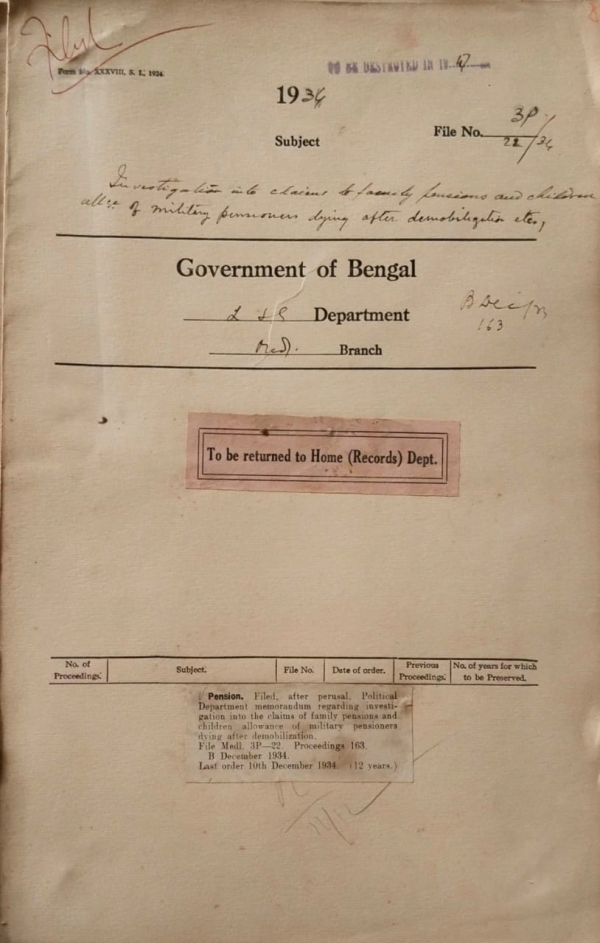 Filed
Form No. XXXVIII, S. I., 1934.
TO BE DESTROYED IN 19 47
1934
Subject
File No. 3P/22/34
Investigation into claims to family pensions and children
allce of military pensioners dying after demobiligation etc,
Government of Bengal
Department
B Dec/
163
Medl. Branch
To be returned to Home (Records) Dept.
No. of Proceedings. Subject. File No. Date of order. Previous Proceedings. No. of years for which to be Preserved.
Pension. Filed, after perusal, Political
Department memorandum regarding investi-
gation into the claims of family pensions and
children allowance of military pensioners
dying after demobilization.
File Medl. 3P—22. Proceedings 163.
B December 1934.
Last order 10th December 1934. (12 years.)